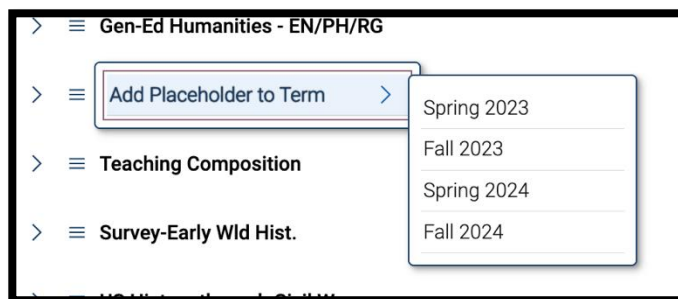 Gen-Ed Humanities - EN/PH/RG
Add Placeholder to Term
Spring 2023
Fall 2023
Spring 2024
Fall 2024
Teaching Composition
Survey-Early Wld Hist.